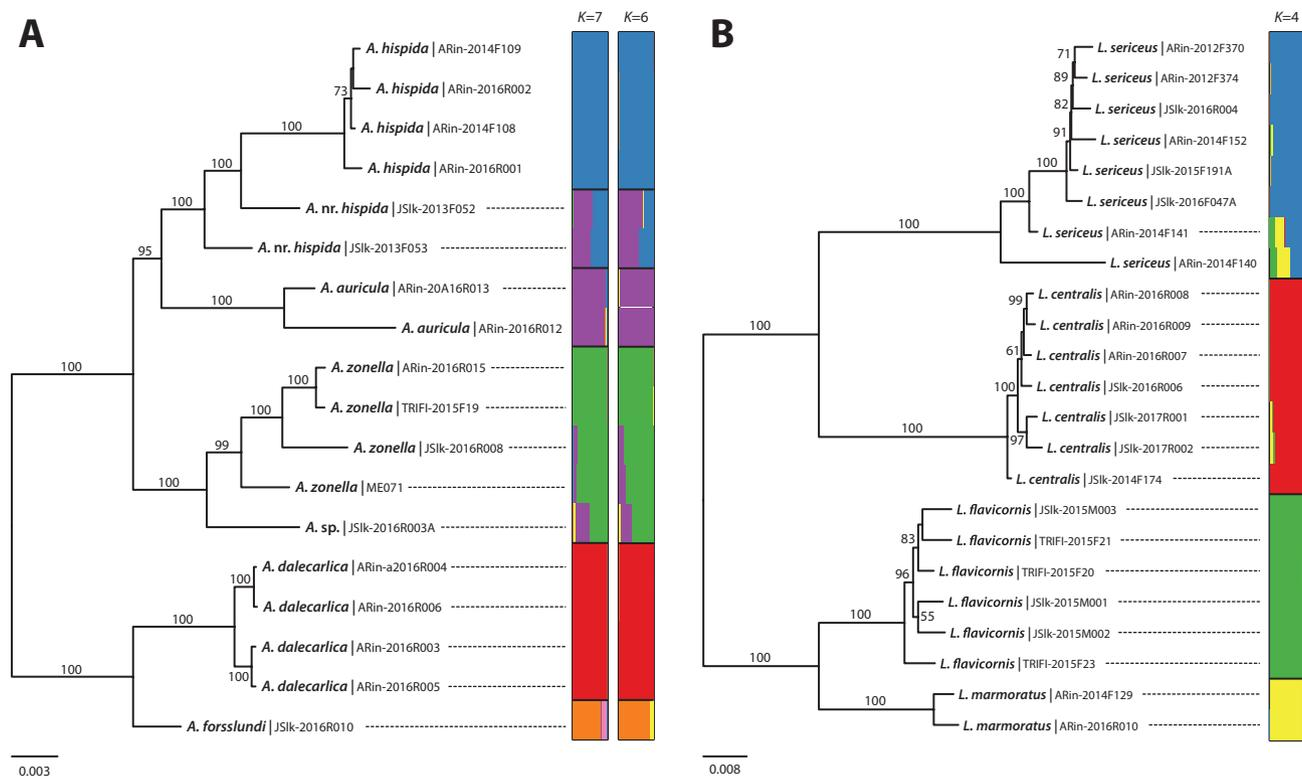 A
K=7 K=6
A. hispida | ARin-2014F109
73
A. hispida | ARin-2016R002
100
A. hispida | ARin-2014F108
100
A. hispida | ARin-2016R001
100
A. nr. hispida | JSlk-2013F052
95
A. nr. hispida | JSlk-2013F053
A. auricula | ARin-20A16R013
100
A. auricula | ARin-2016R012
100
A. zonella | ARin-2015R015
100
A. zonella | TRIFI-2015F19
100
99
A. zonella | JSlk-2016R008
A. zonella | ME071
100
A. sp. | JSlk-2016R003A
A. dalecarlica | ARin-a2016R004
100
A. dalecarlica | ARin-2016R006
100
A. dalecarlica | ARin-2016R003
100
100
A. dalecarlica | ARin-2016R005
A. forsslundi | JSlk-2016R010
0.003
B
K=4
71
L. sericeus | ARin-2012F370
89
L. sericeus | ARin-2012F374
82
L. sericeus | JSlk-2016R004
91
L. sericeus | ARin-2014F152
100
L. sericeus | JSlk-2015F191A
100
L. sericeus | JSlk-2016F047A
100
L. sericeus | ARin-2014F141
L. sericeus | ARin-2014F140
99
L. centralis | ARin-2016R008
100
L. centralis | ARin-2016R009
61
L. centralis | ARin-2016R007
100
L. centralis | JSlk-2016R006
L. centralis | JSlk-2017R001
100
97
L. centralis | JSlk-2017R002
L. centralis | JSlk-2014F174
L. flavicornis | JSlk-2015M003
83
L. flavicornis | TRIFI-2015F21
96
L. flavicornis | TRIFI-2015F20
L. flavicornis | JSlk-2015M001
100
55
L. flavicornis | JSlk-2015M002
100
L. flavicornis | TRIFI-2015F23
L. marmoratus | ARin-2014F129
100
L. marmoratus | ARin-2016R010
0.008